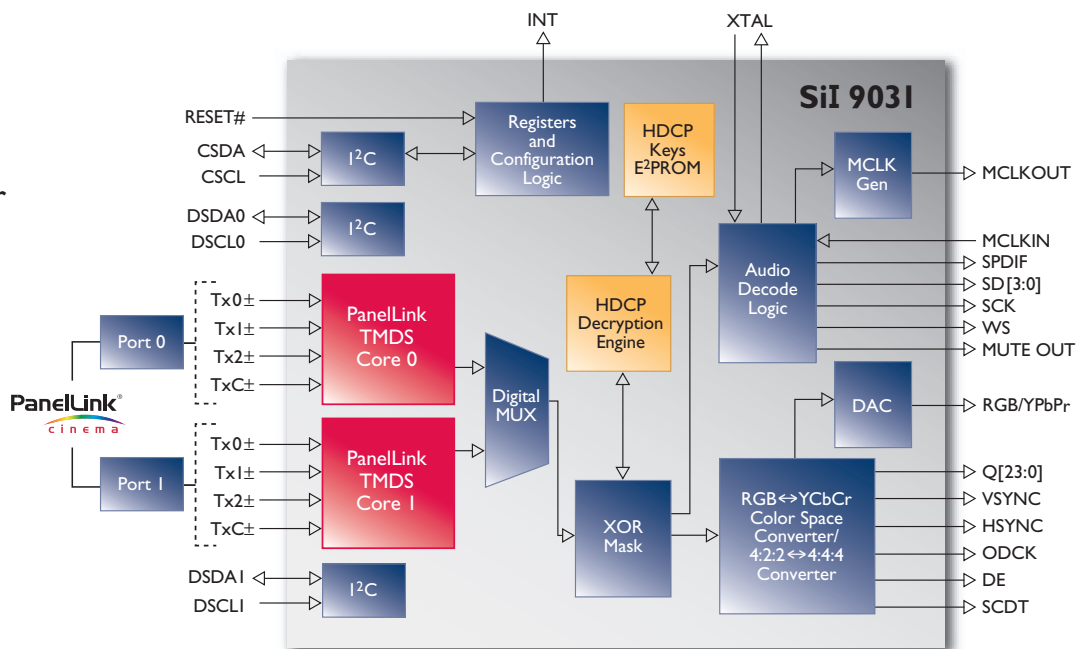 INT
XTAL
SiI 9031
RESET#
CSDA
CSCL
I²C
Registers
and
Configuration
Logic
HDCP
Keys
E²PROM
MCLK
Gen
MCLKOUT
DSDA0
DSCL0
I²C
Audio
Decode
Logic
MCLKIN
SPDIF
SD[3:0]
SCK
WS
MUTE OUT
Port 0
Tx0±
Tx1±
Tx2±
TxC±
PanelLink
TMDS
Core 0
HDCP
Decryption
Engine
Digital
MUX
PanelLink®
cinema
DAC
RGB/YPbPr
Port 1
Tx0±
Tx1±
Tx2±
TxC±
PanelLink
TMDS
Core 1
XOR
Mask
RGB↔YCbCr
Color Space
Converter/
4:2:2↔4:4:4
Converter
Q[23:0]
VSYNC
HSYNC
ODCK
DE
SCDT
DSDA1
DSCL1
I²C